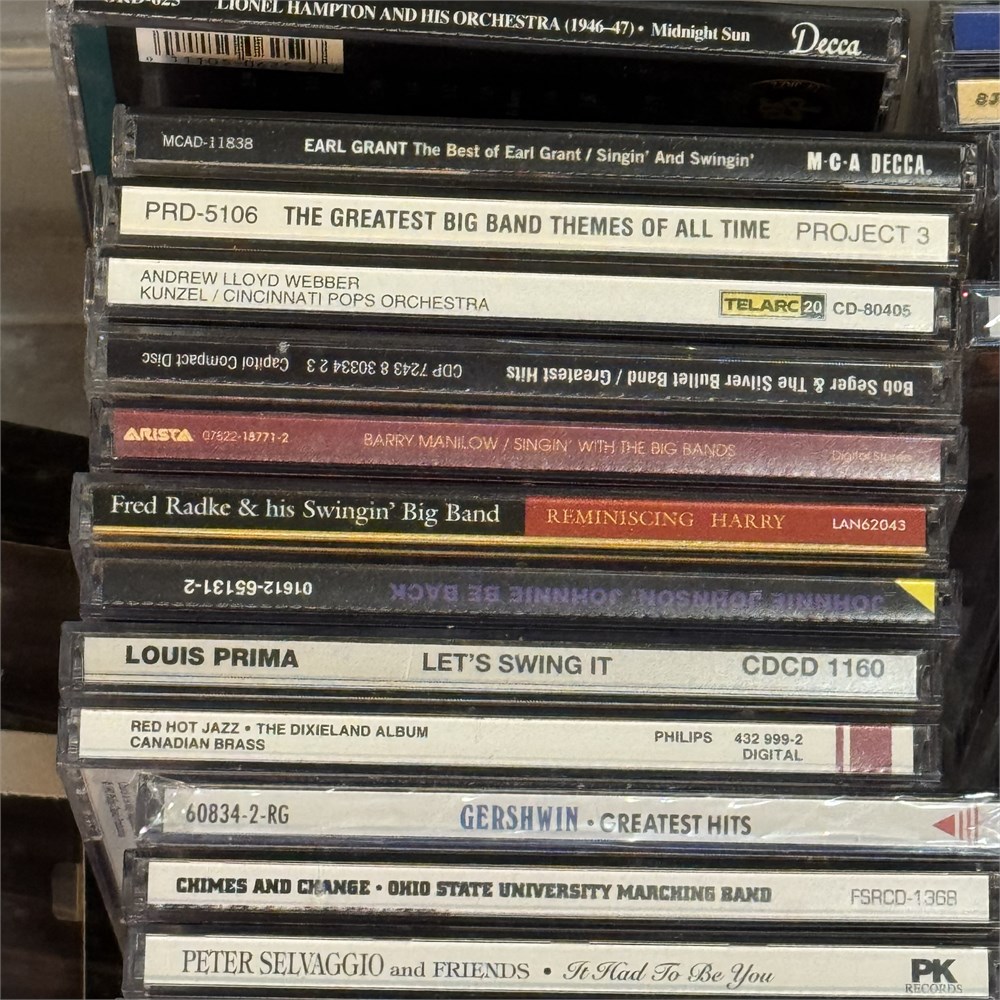 LIONEL HAMPTON AND HIS ORCHESTRA (1946–47) • Midnight Sun Decca
MCAD-11838 EARL GRANT The Best of Earl Grant / Singin' And Swingin' M·C·A DECCA.
PRD-5106 THE GREATEST BIG BAND THEMES OF ALL TIME PROJECT 3
ANDREW LLOYD WEBBER
KUNZEL / CINCINNATI POPS ORCHESTRA TELARC 20 CD-80405
Bob Seger & The Silver Bullet Band / Greatest Hits CDP 7243 8 30334 2 3 Capitol Compact Disc
ARISTA 07822-18771-2 BARRY MANILOW / SINGIN' WITH THE BIG BANDS Digital Stereo
Fred Radke & his Swingin' Big Band REMINISCING HARRY LAN62043
JOHNNIE JOHNSON JOHNNIE BE BACK 01612-65131-2
LOUIS PRIMA LET'S SWING IT CDCD 1160
RED HOT JAZZ • THE DIXIELAND ALBUM PHILIPS 432 999-2
CANADIAN BRASS DIGITAL
60834-2-RG GERSHWIN • GREATEST HITS
CHIMES AND CHANGE • OHIO STATE UNIVERSITY MARCHING BAND FSRCD-1368
PETER SELVAGGIO and FRIENDS • It Had To Be You PK
RECORDS